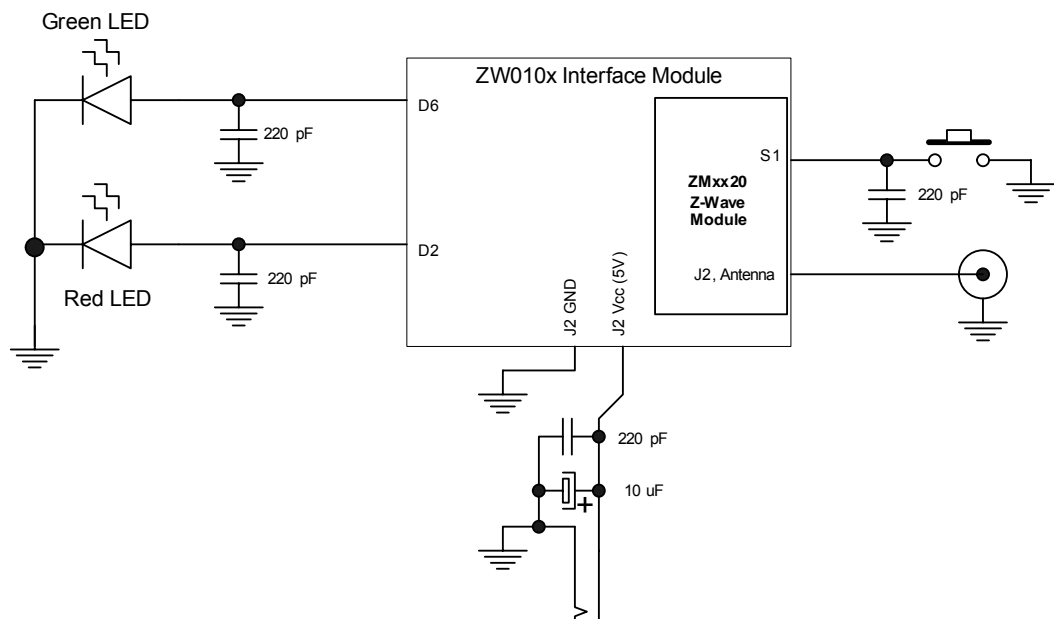 Green LED
ZW010x Interface Module
D6
220 pF
S1
ZMxx20
Z-Wave
Module
220 pF
D2
220 pF
J2, Antenna
Red LED
J2 GND
J2 Vcc (5V)
220 pF
10 uF
+